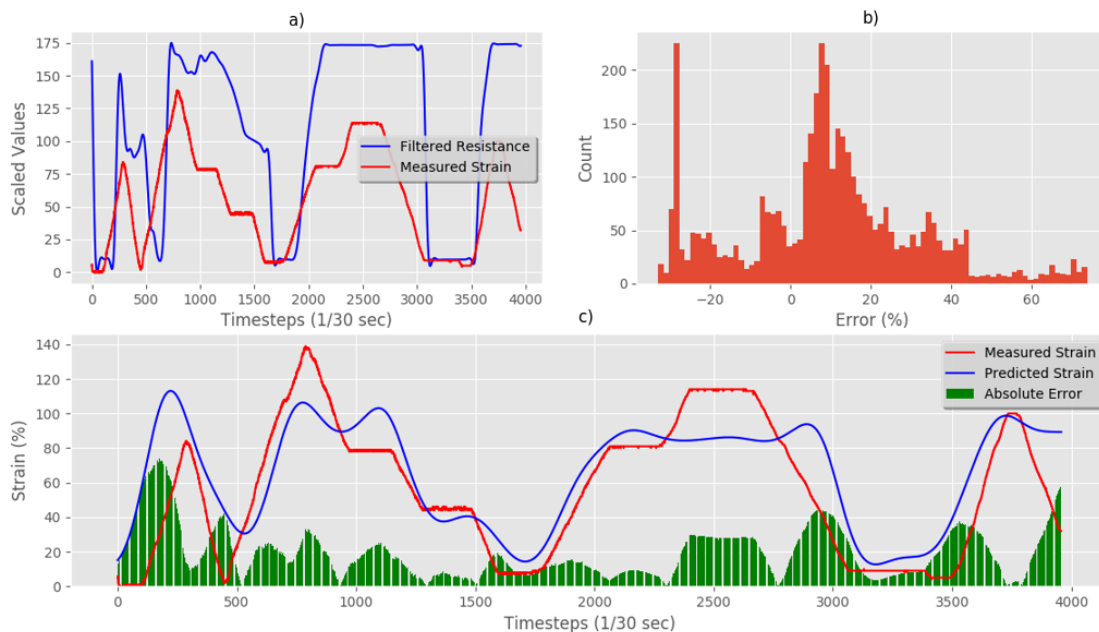 a)
175
150
125
100
75
50
25
0
Scaled Values
Filtered Resistance
Measured Strain
0 500 1000 1500 2000 2500 3000 3500 4000
Timesteps (1/30 sec)
b)
200
150
100
50
0
Count
−20 0 20 40 60
Error (%)
c)
140
120
100
80
60
40
20
0
Strain (%)
Measured Strain
Predicted Strain
Absolute Error
0 500 1000 1500 2000 2500 3000 3500 4000
Timesteps (1/30 sec)